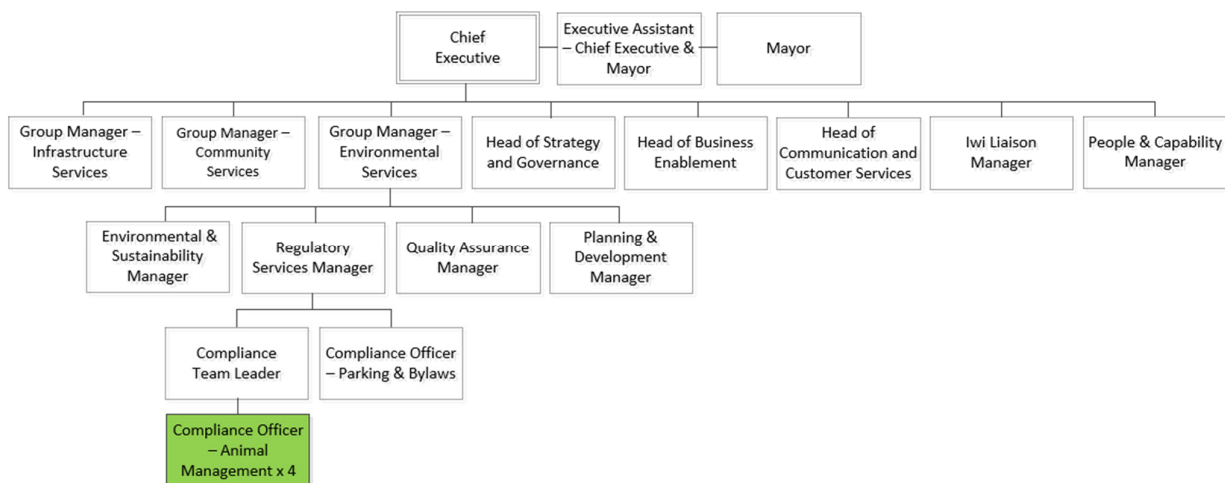 Chief
Executive
Executive Assistant
– Chief Executive &
Mayor
Mayor
Group Manager –
Infrastructure
Services
Group Manager –
Community
Services
Group Manager –
Environmental
Services
Head of Strategy
and Governance
Head of Business
Enablement
Head of
Communication and
Customer Services
Iwi Liaison
Manager
People & Capability
Manager
Environmental &
Sustainability
Manager
Regulatory
Services Manager
Quality Assurance
Manager
Planning &
Development
Manager
Compliance
Team Leader
Compliance Officer
– Parking & Bylaws
Compliance Officer
– Animal
Management x 4